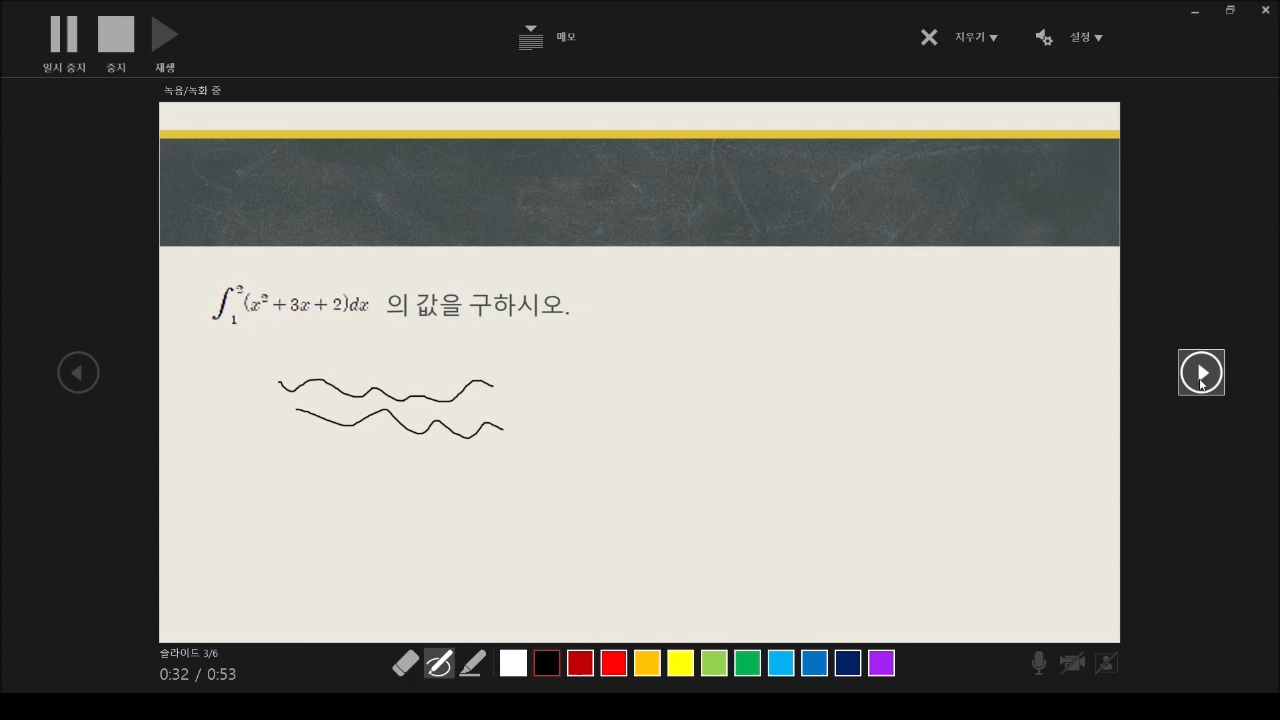 일시 중지 중지 재생 메모 지우기 설정
녹음/녹화 중
∫₁²(x²+3x+2)dx 의 값을 구하시오.
슬라이드 3/6
0:32 / 0:53